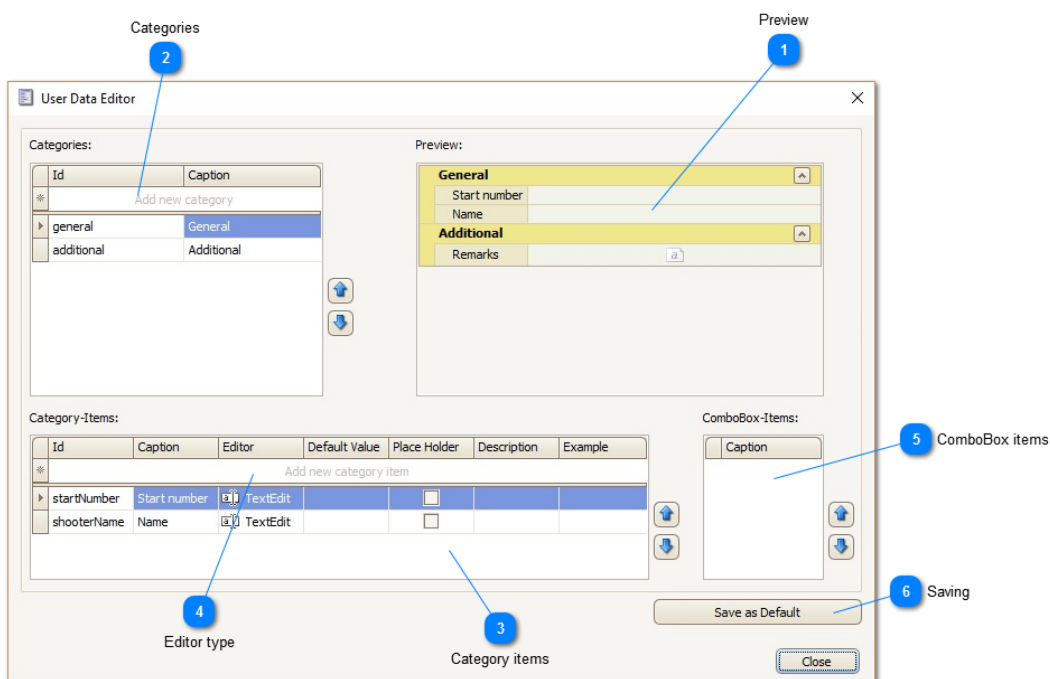 Categories
Preview
2
1
User Data Editor
Categories:
Preview:
Id Caption
Add new category
general General
additional Additional
General
Start number
Name
Additional
Remarks
a
Category-Items:
ComboBox-Items:
Id Caption Editor Default Value Place Holder Description Example
Add new category item
startNumber Start number a TextEdit
shooterName Name a TextEdit
Caption
5 ComboBox items
6 Saving
Save as Default
4
Editor type
3
Category items
Close